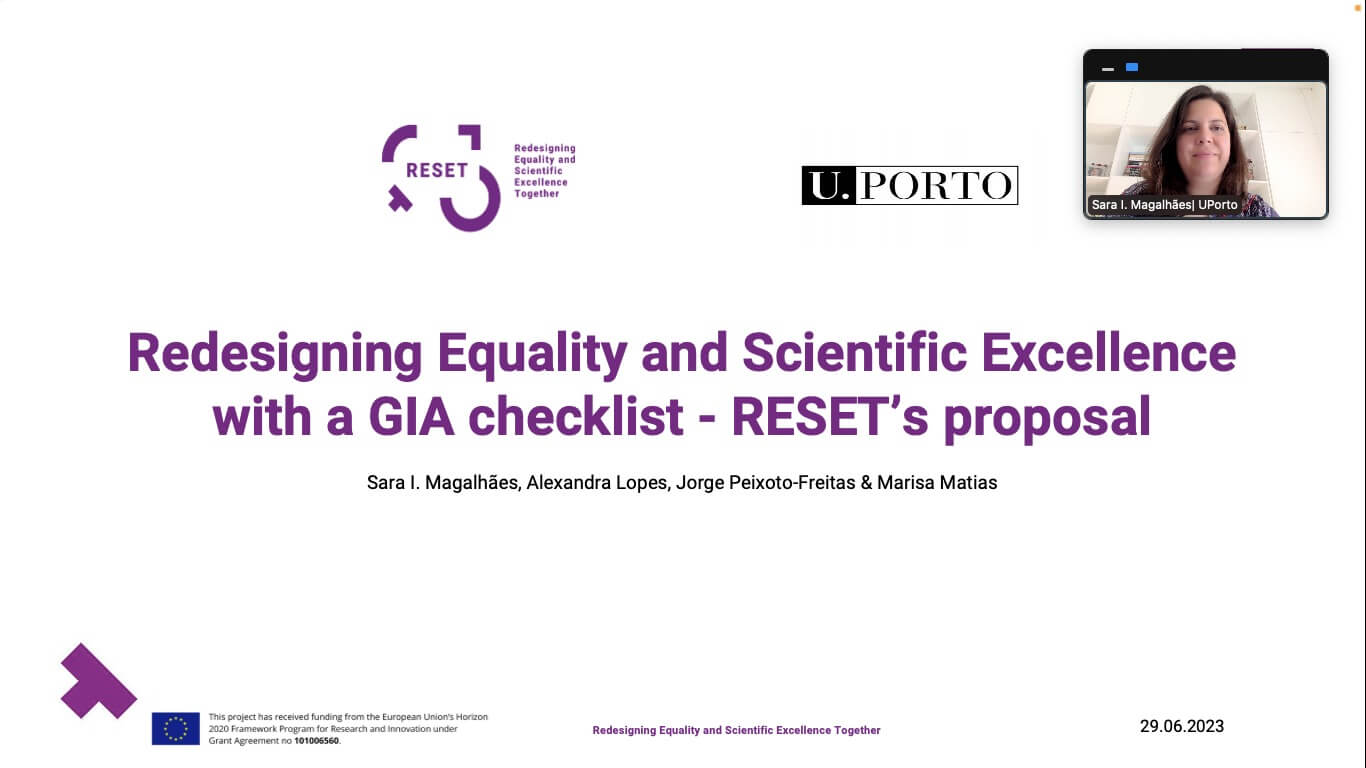 RESET
Redesigning
Equality and
Scientific
Excellence
Together
U.PORTO
Sara I. Magalhães| UPorto
Redesigning Equality and Scientific Excellence
with a GIA checklist - RESET’s proposal
Sara I. Magalhães, Alexandra Lopes, Jorge Peixoto-Freitas & Marisa Matias
This project has received funding from the European Union's Horizon
2020 Framework Program for Research and Innovation under
Grant Agreement no 101006560.
Redesigning Equality and Scientific Excellence Together
29.06.2023